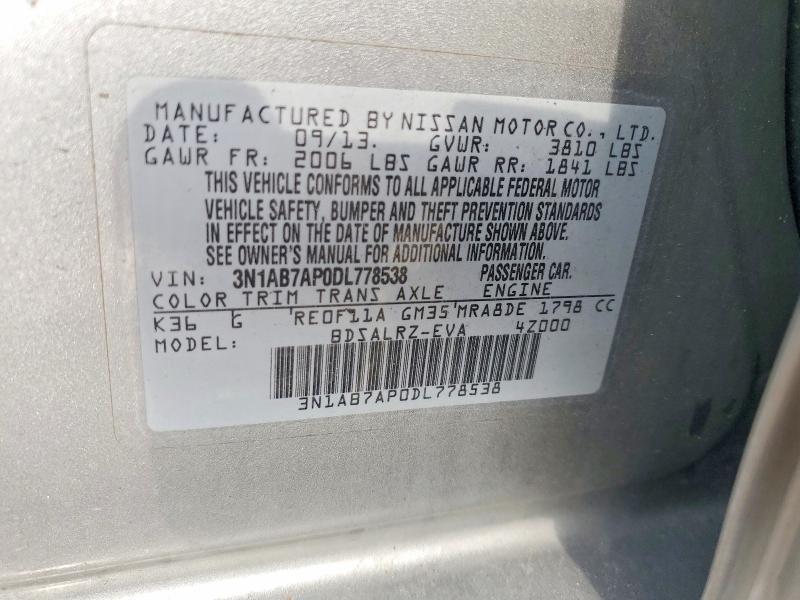 MANUFACTURED BY NISSAN MOTOR CO., LTD.
DATE: 09/13. GVWR: 3810 LBS
GAWR FR: 2006 LBS GAWR RR: 1841 LBS
THIS VEHICLE CONFORMS TO ALL APPLICABLE FEDERAL MOTOR
VEHICLE SAFETY, BUMPER AND THEFT PREVENTION STANDARDS
IN EFFECT ON THE DATE OF MANUFACTURE SHOWN ABOVE.
SEE OWNER'S MANUAL FOR ADDITIONAL INFORMATION.
VIN: 3N1AB7AP0DL778538 PASSENGER CAR.
COLOR TRIM TRANS AXLE ENGINE
K36 G RE0F11A GM35 MRA8DE 1798 CC
MODEL: BDSALRZ-EVA 4Z000
3N1AB7AP0DL778538